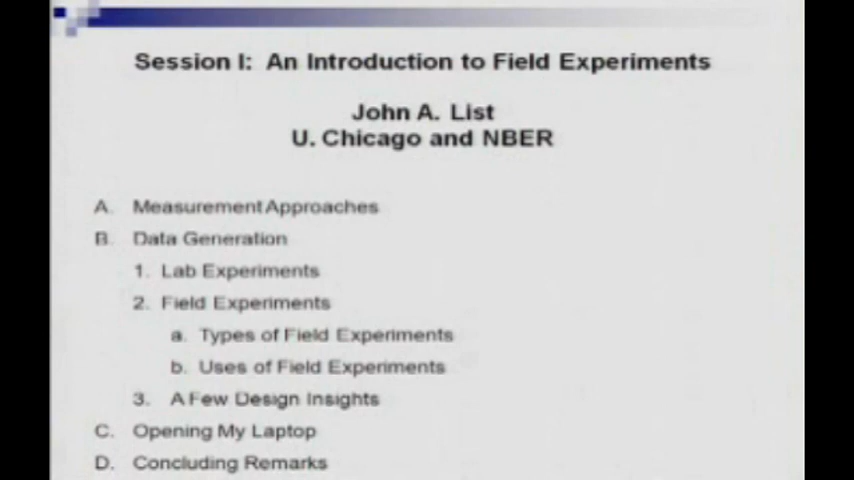 Session I: An Introduction to Field Experiments
John A. List
U. Chicago and NBER
A. Measurement Approaches
B. Data Generation
1. Lab Experiments
2. Field Experiments
a. Types of Field Experiments
b. Uses of Field Experiments
3. A Few Design Insights
C. Opening My Laptop
D. Concluding Remarks